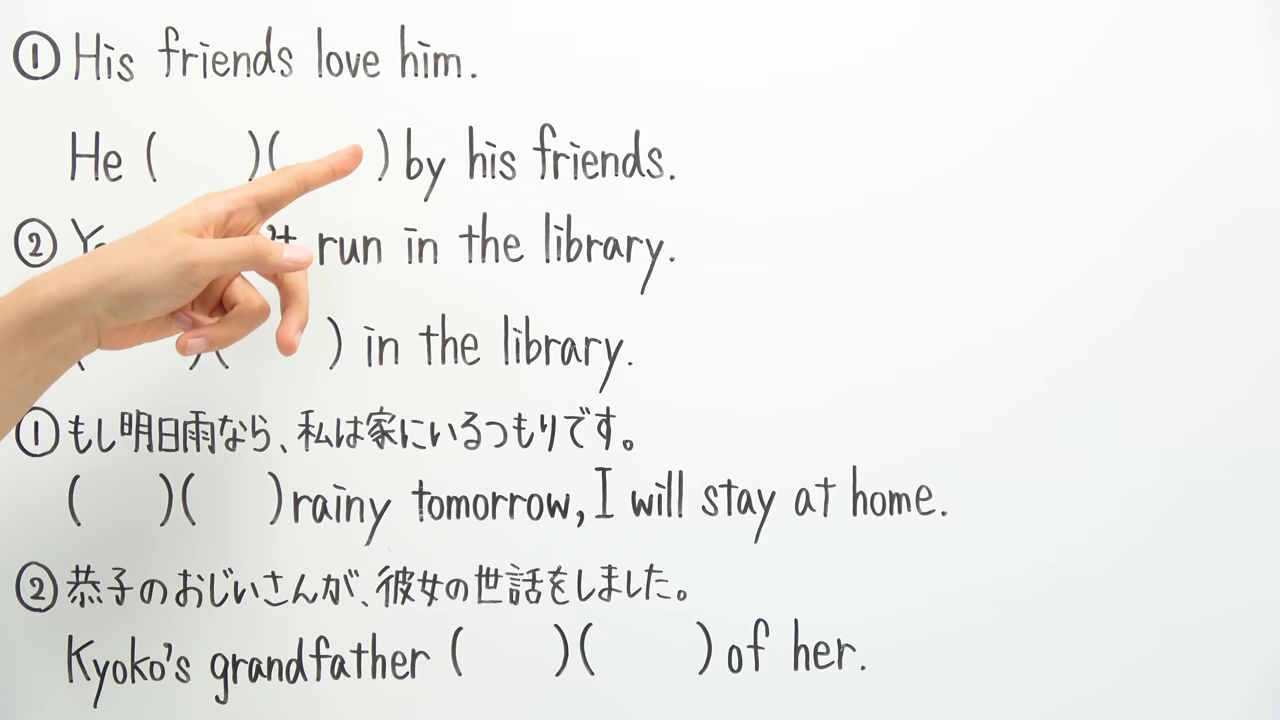 ① His friends love him.
He (　　)(　　) by his friends.
② run in the library.
(　　)(　　) in the library.
① もし明日雨なら、私は家にいるつもりです。
(　　)(　　) rainy tomorrow, I will stay at home.
② 恭子のおじいさんが、彼女の世話をしました。
Kyoko's grandfather (　　)(　　) of her.